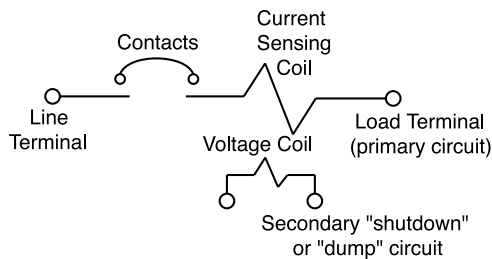 Contacts
Current
Sensing
Coil
Line
Terminal
Load Terminal
(primary circuit)
Voltage Coil
Secondary "shutdown"
or "dump" circuit